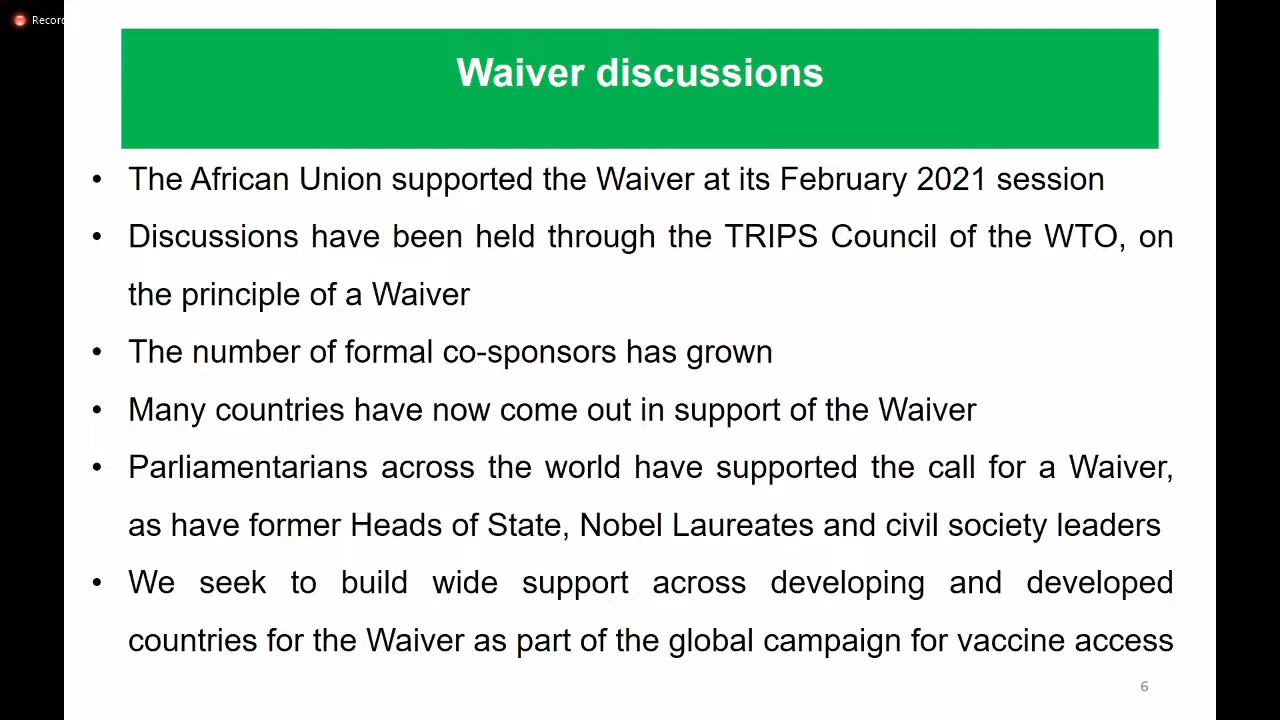 Recor
Waiver discussions
• The African Union supported the Waiver at its February 2021 session
• Discussions have been held through the TRIPS Council of the WTO, on
the principle of a Waiver
• The number of formal co-sponsors has grown
• Many countries have now come out in support of the Waiver
• Parliamentarians across the world have supported the call for a Waiver,
as have former Heads of State, Nobel Laureates and civil society leaders
• We seek to build wide support across developing and developed
countries for the Waiver as part of the global campaign for vaccine access
6